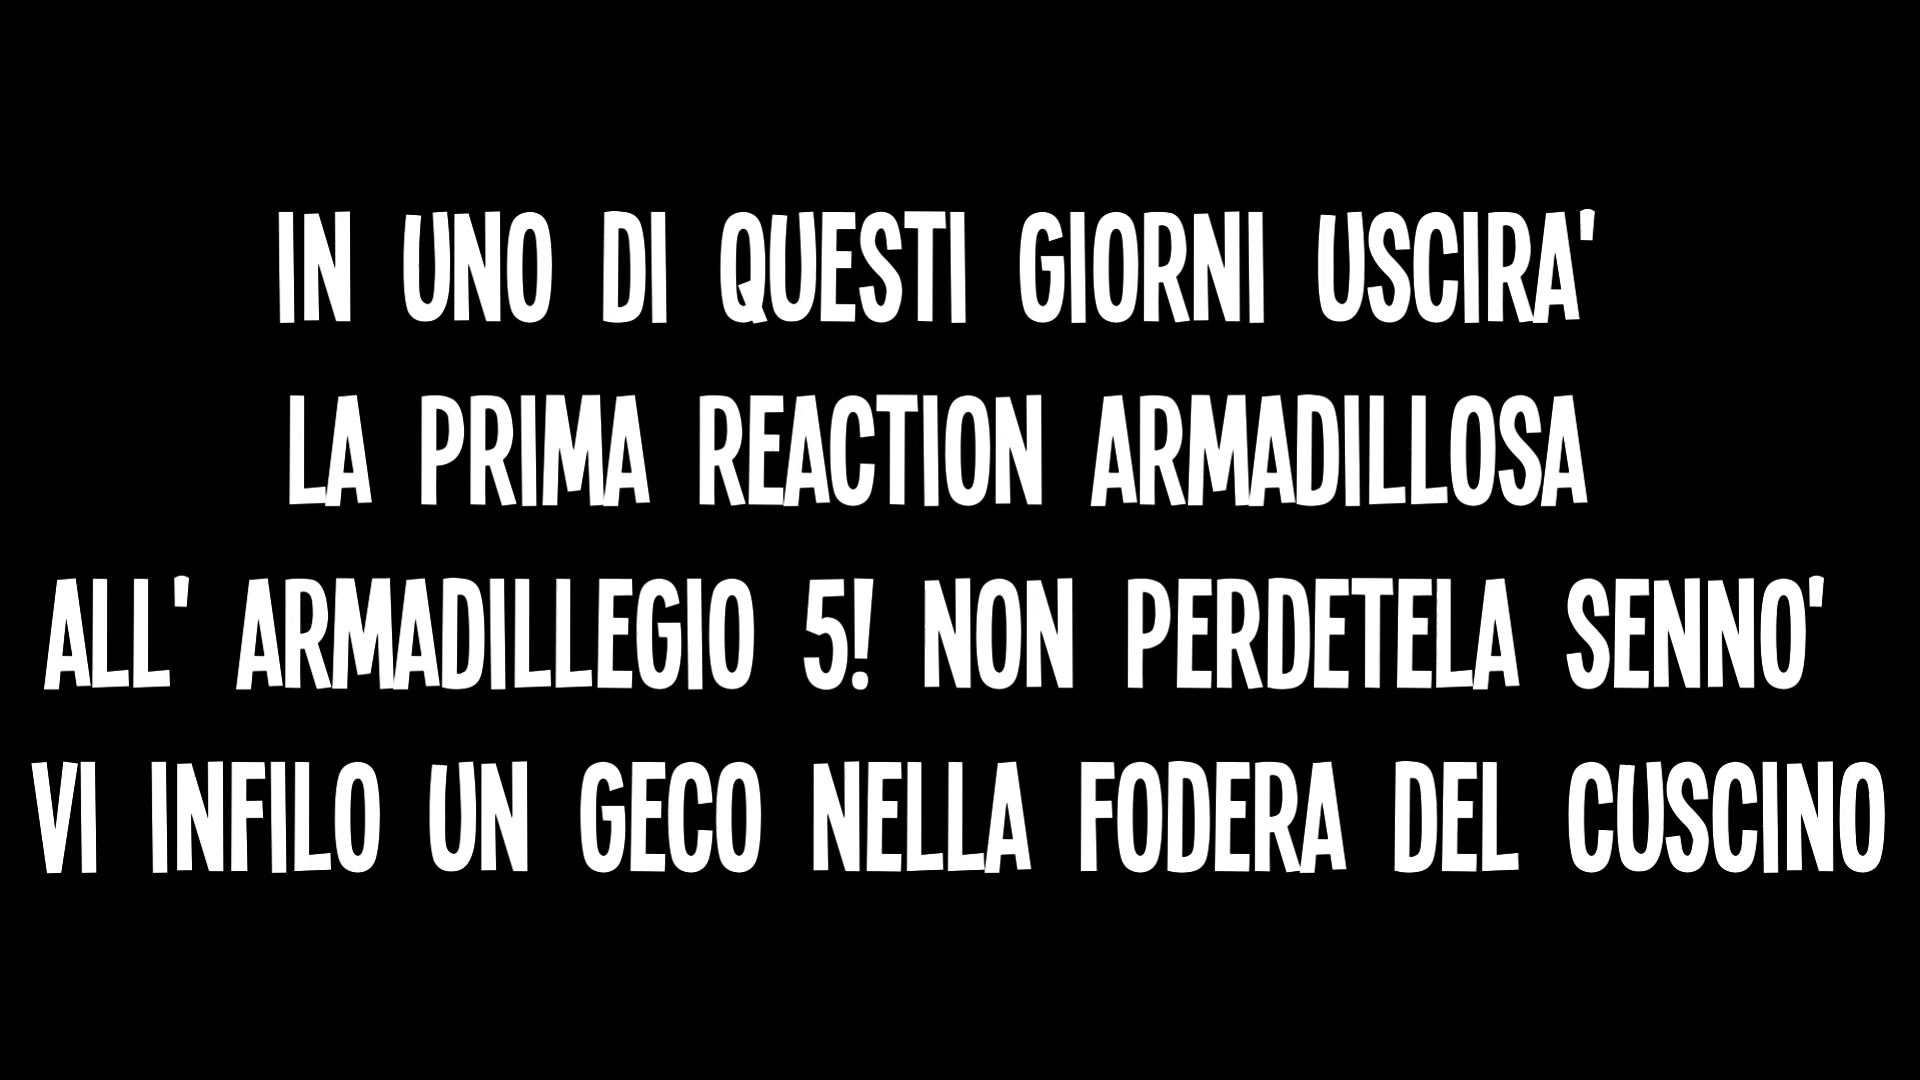 IN UNO DI QUESTI GIORNI USCIRA'
LA PRIMA REACTION ARMADILLOSA
ALL' ARMADILLEGIO 5! NON PERDETELA SENNO'
VI INFILO UN GECO NELLA FODERA DEL CUSCINO